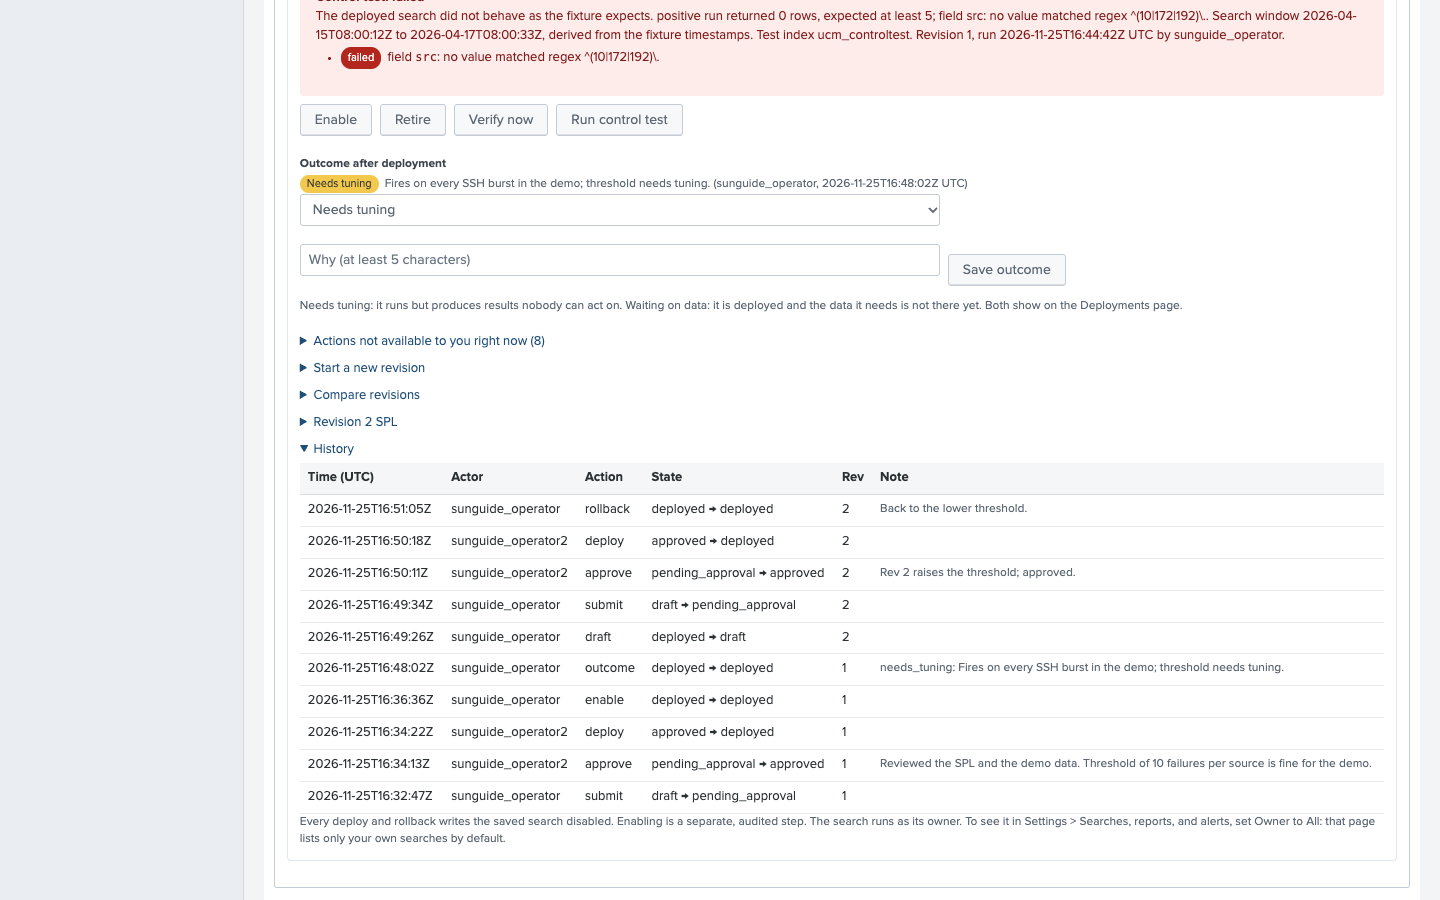 The deployed search did not behave as the fixture expects. positive run returned 0 rows, expected at least 5; field src: no value matched regex ^(10|172|192)\.. Search window 2026-04-
15T08:00:12Z to 2026-04-17T08:00:33Z, derived from the fixture timestamps. Test index ucm_controltest. Revision 1, run 2026-11-25T16:44:42Z UTC by sunguide_operator.
failed field src: no value matched regex ^(10|172|192)\.
Enable Retire Verify now Run control test
Outcome after deployment
Needs tuning Fires on every SSH burst in the demo; threshold needs tuning. (sunguide_operator, 2026-11-25T16:48:02Z UTC)
Needs tuning
Why (at least 5 characters)
Save outcome
Needs tuning: it runs but produces results nobody can act on. Waiting on data: it is deployed and the data it needs is not there yet. Both show on the Deployments page.
Actions not available to you right now (8)
Start a new revision
Compare revisions
Revision 2 SPL
History
Time (UTC) Actor Action State Rev Note
2026-11-25T16:51:05Z sunguide_operator rollback deployed → deployed 2 Back to the lower threshold.
2026-11-25T16:50:18Z sunguide_operator2 deploy approved → deployed 2
2026-11-25T16:50:11Z sunguide_operator2 approve pending_approval → approved 2 Rev 2 raises the threshold; approved.
2026-11-25T16:49:34Z sunguide_operator submit draft → pending_approval 2
2026-11-25T16:49:26Z sunguide_operator draft deployed → draft 2
2026-11-25T16:48:02Z sunguide_operator outcome deployed → deployed 1 needs_tuning: Fires on every SSH burst in the demo; threshold needs tuning.
2026-11-25T16:36:36Z sunguide_operator enable deployed → deployed 1
2026-11-25T16:34:22Z sunguide_operator2 deploy approved → deployed 1
2026-11-25T16:34:13Z sunguide_operator2 approve pending_approval → approved 1 Reviewed the SPL and the demo data. Threshold of 10 failures per source is fine for the demo.
2026-11-25T16:32:47Z sunguide_operator submit draft → pending_approval 1
Every deploy and rollback writes the saved search disabled. Enabling is a separate, audited step. The search runs as its owner. To see it in Settings > Searches, reports, and alerts, set Owner to All: that page
lists only your own searches by default.